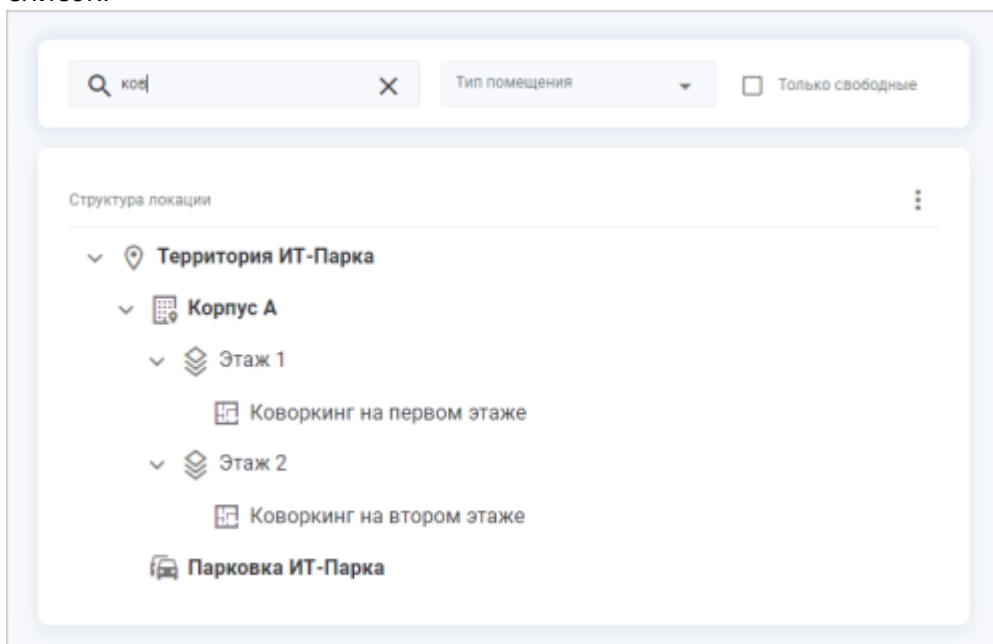 ков
Тип помещения
Только свободные
Структура локации
Территория ИТ-Парка
Корпус А
Этаж 1
Коворкинг на первом этаже
Этаж 2
Коворкинг на втором этаже
Парковка ИТ-Парка